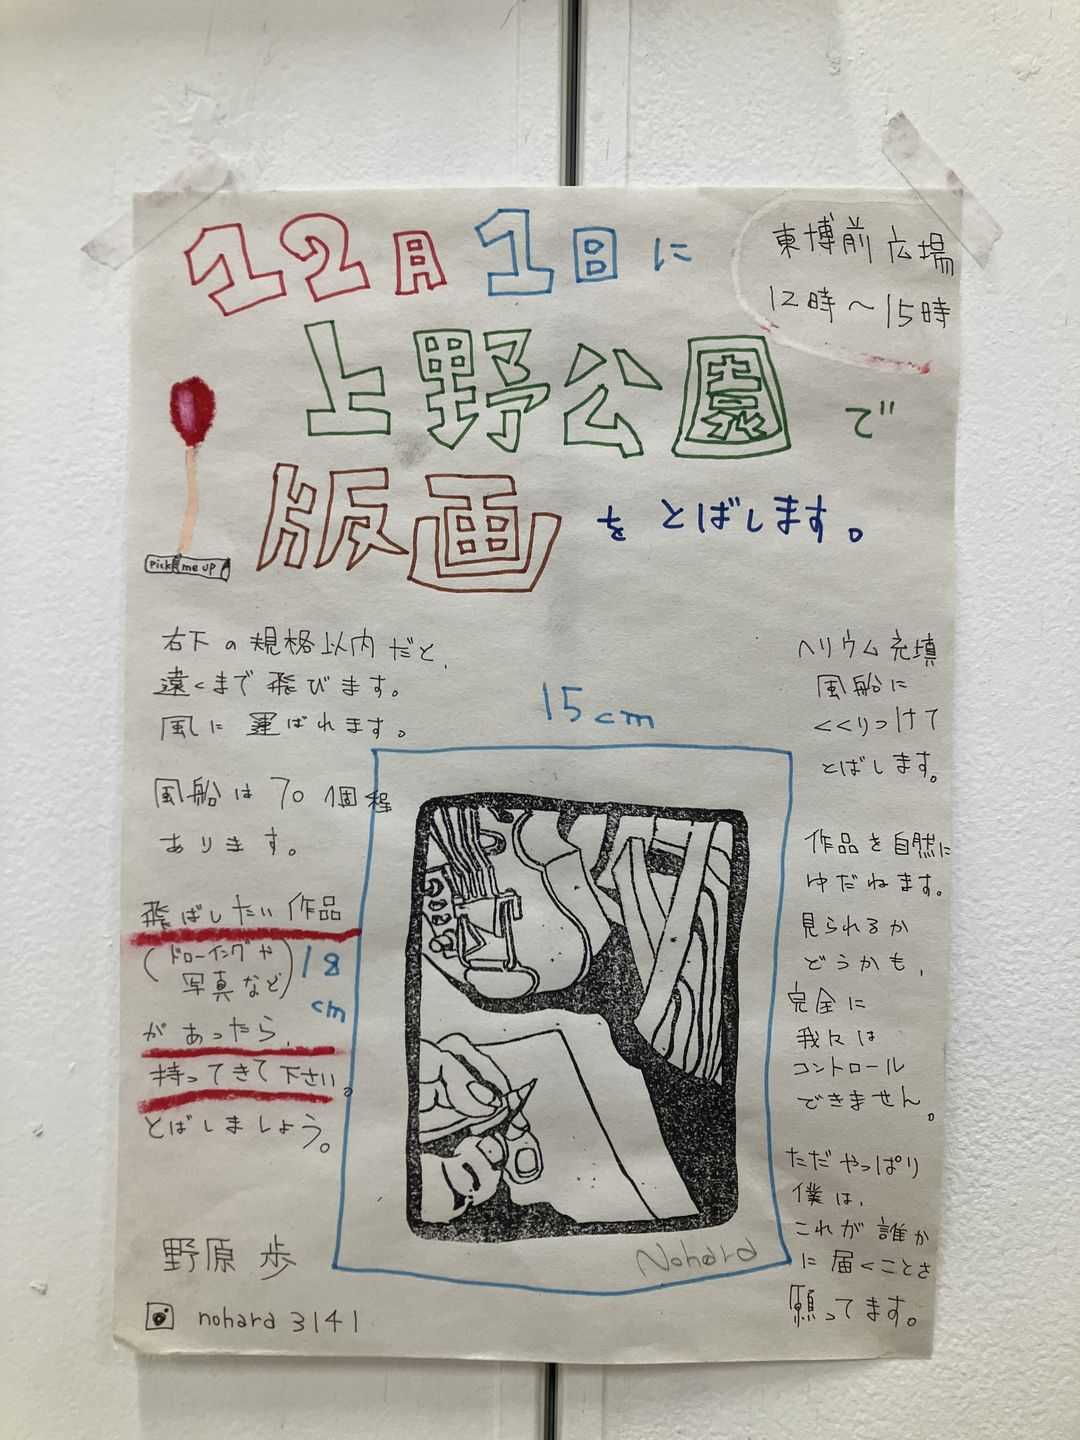 12月1日に
東博前広場
12時～15時
上野公園で
版画をとばします。
pick me up
右下の規格以内だと、
遠くまで飛びます。
風に運ばれます。
風船は70個程
あります。
飛ばしたい作品
(ドローイングや
写真など)
があったら、
持ってきて下さい。
とばしましょう。
野原 歩
nohara 3141
15cm
18
cm
Nohara
ヘリウム充填
風船に
くくりつけて
とばします。
作品を自然に
ゆだねます。
見られるか
どうかも、
完全に
我々は
コントロール
できません。
ただやっぱり
僕は、
これが誰か
に届くことを
願ってます。